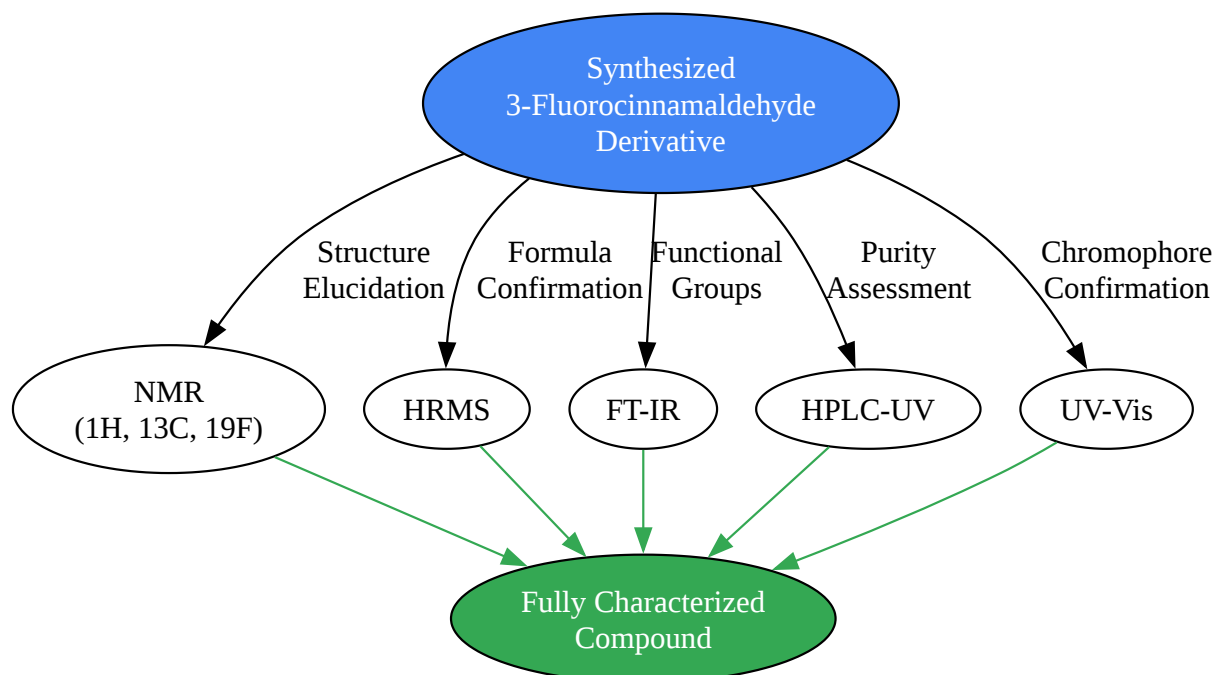 Synthesized
3-Fluorocinnamaldehyde
Derivative
Structure
Elucidation
Formula
Confirmation
Functional
Groups
Purity
Assessment
Chromophore
Confirmation
NMR
(1H, 13C, 19F)
HRMS
FT-IR
HPLC-UV
UV-Vis
Fully Characterized
Compound